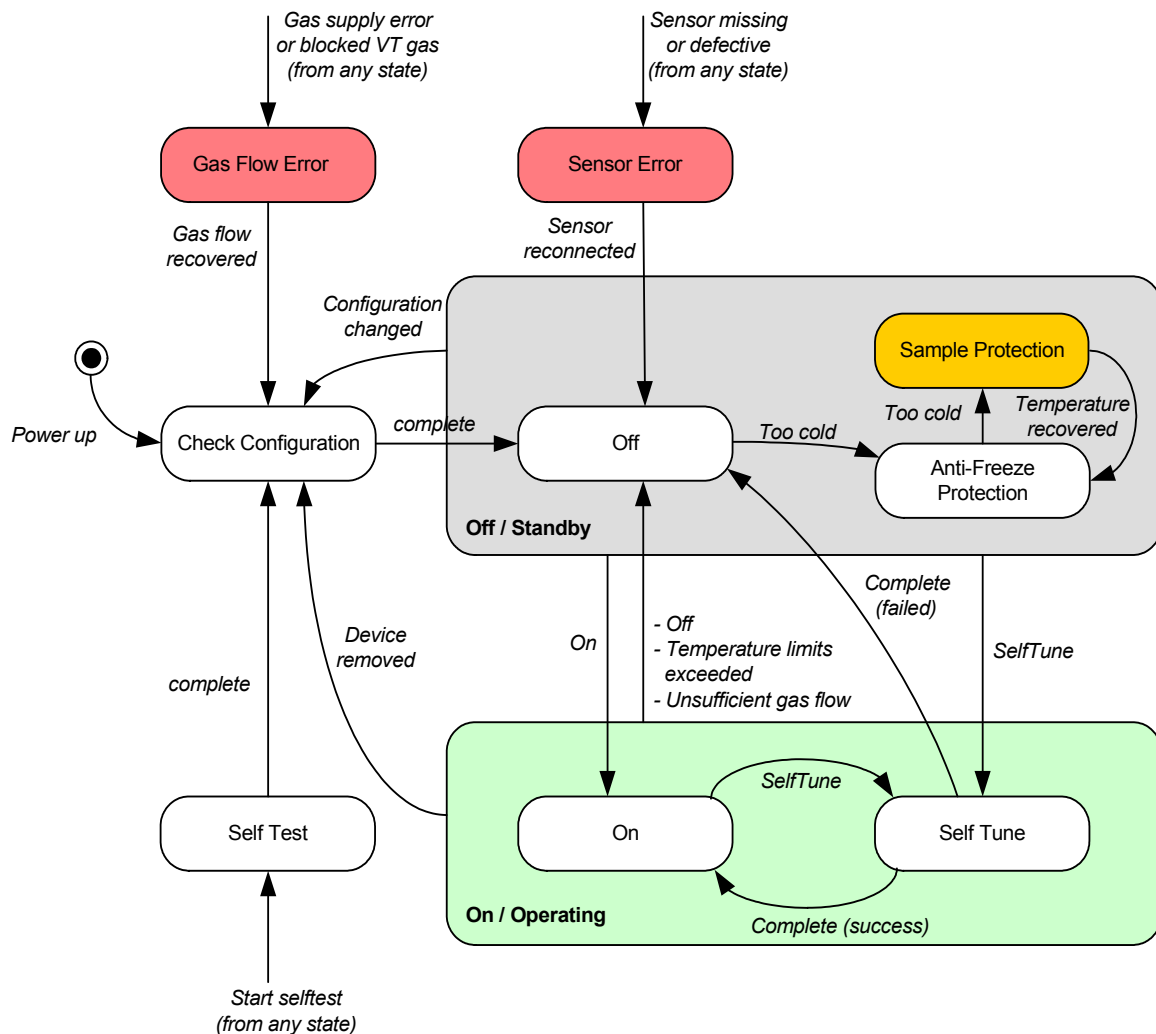 Gas supply error
or blocked VT gas
(from any state)
Sensor missing
or defective
(from any state)
Gas Flow Error
Sensor Error
Gas flow
recovered
Sensor
reconnected
Configuration
changed
Sample Protection
Power up
Check Configuration
complete
Off
Too cold
Too cold
Temperature
recovered
Anti-Freeze
Protection
Off / Standby
Complete
(failed)
Device
removed
On
- Off
- Temperature limits
exceeded
- Unsufficient gas flow
SelfTune
complete
SelfTune
Self Test
On
Self Tune
On / Operating
Complete (success)
Start selftest
(from any state)